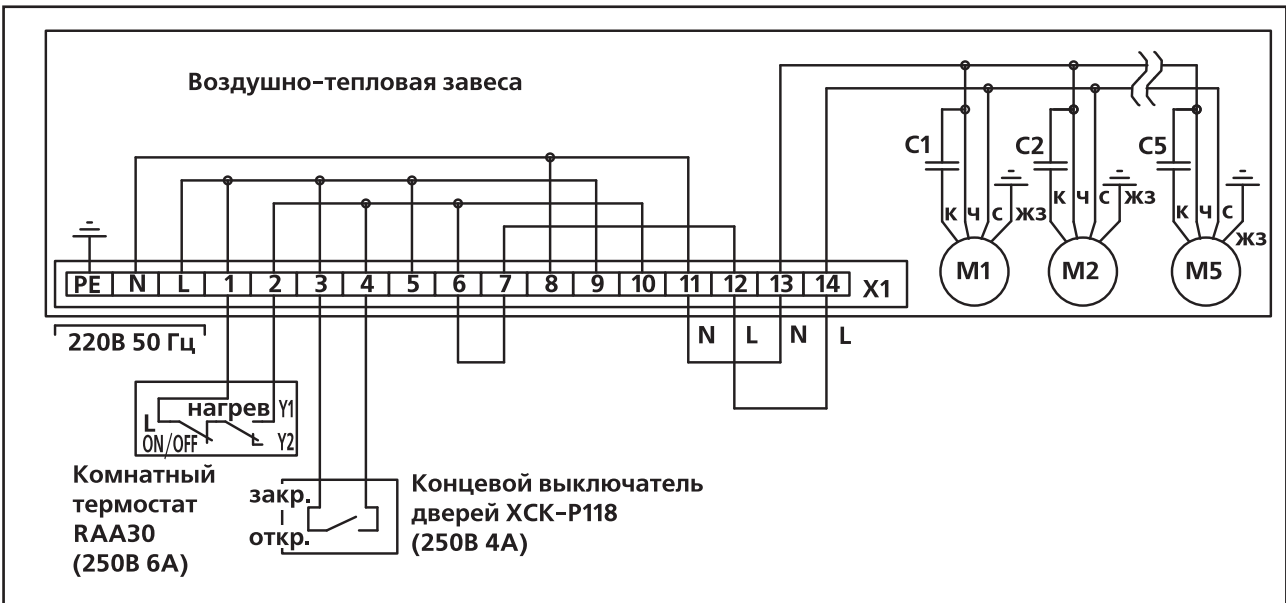 Воздушно-тепловая завеса
C1 C2 C5
К Ч С ЖЗ К Ч С ЖЗ К Ч С ЖЗ
M1 M2 M5
PE N L 1 2 3 4 5 6 7 8 9 10 11 12 13 14 X1
220В 50 Гц
N L N L
нагрев Y1
L
ON/OFF Y2
Комнатный
термостат
RAA30
(250В 6А)
закр.
откр.
Концевой выключатель
дверей XCK-P118
(250В 4А)